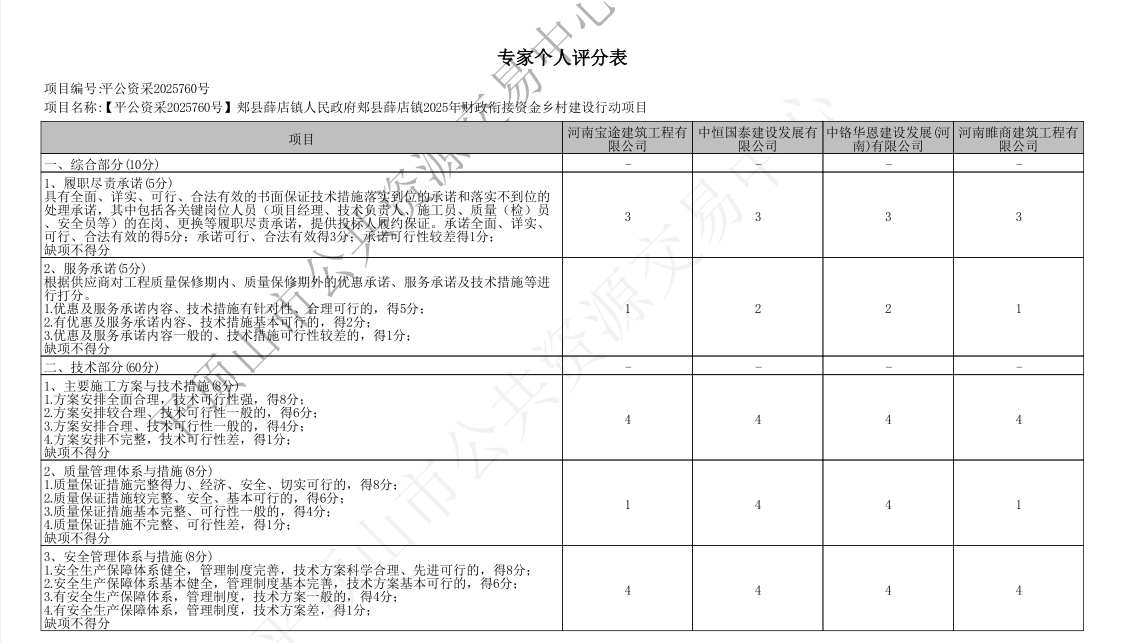 专家个人评分表
项目编号:平公资采2025760号
项目名称:【平公资采2025760号】郏县薛店镇人民政府郏县薛店镇2025年财政衔接资金乡村建设行动项目
项目
河南宝途建筑工程有限公司
中恒国泰建设发展有限公司
中铬华恩建设发展(河南)有限公司
河南睢商建筑工程有限公司
一、综合部分(10分)
– – – –
1、履职尽责承诺(5分)
具有全面、详实、可行、合法有效的书面保证技术措施落实到位的承诺和落实不到位的
处理承诺，其中包括各关键岗位人员（项目经理、技术负责人、施工员、质量（检）员
、安全员等）的在岗、更换等履职尽责承诺，提供投标人履约保证。承诺全面、详实、
可行、合法有效的得5分；承诺可行、合法有效得3分；承诺可行性较差得1分；
缺项不得分
3 3 3 3
2、服务承诺(5分)
根据供应商对工程质量保修期内、质量保修期外的优惠承诺、服务承诺及技术措施等进
行打分。
1.优惠及服务承诺内容、技术措施有针对性、合理可行的，得5分；
2.有优惠及服务承诺内容、技术措施基本可行的，得2分；
3.优惠及服务承诺内容一般的、技术措施可行性较差的，得1分；
缺项不得分
1 2 2 1
二、技术部分(60分)
– – – –
1、主要施工方案与技术措施(8分)
1.方案安排全面合理，技术可行性强，得8分；
2.方案安排较合理、技术可行性一般的，得6分；
3.方案安排合理、技术可行性一般的，得4分；
4.方案安排不完整，技术可行性差，得1分；
缺项不得分
4 4 4 4
2、质量管理体系与措施(8分)
1.质量保证措施完整得力、经济、安全、切实可行的，得8分；
2.质量保证措施较完整、安全、基本可行的，得6分；
3.质量保证措施基本完整、可行性一般的，得4分；
4.质量保证措施不完整、可行性差，得1分；
缺项不得分
1 4 4 1
3、安全管理体系与措施(8分)
1.安全生产保障体系健全，管理制度完善，技术方案科学合理、先进可行的，得8分；
2.安全生产保障体系基本健全，管理制度基本完善，技术方案基本可行的，得6分；
3.有安全生产保障体系，管理制度，技术方案一般的，得4分；
4.有安全生产保障体系，管理制度，技术方案差，得1分；
缺项不得分
4 4 4 4
平顶山市公共资源交易中心
平顶山市公共资源交易中心